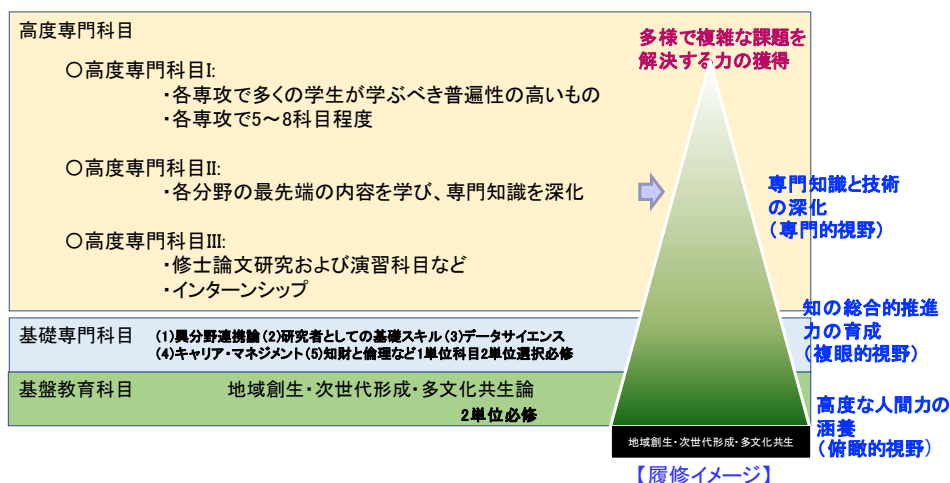 高度専門科目
〇高度専門科目I:
・各専攻で多くの学生が学ぶべき普遍性の高いもの
・各専攻で5～8科目程度
〇高度専門科目II:
・各分野の最先端の内容を学び、専門知識を深化
〇高度専門科目III:
・修士論文研究および演習科目など
・インターンシップ
基礎専門科目
(1)異分野連携論(2)研究者としての基礎スキル(3)データサイエンス
(4)キャリア・マネジメント(5)知財と倫理など1単位科目2単位選択必修
基盤教育科目
地域創生・次世代形成・多文化共生論
2単位必修
多様で複雑な課題を
解決する力の獲得
専門知識と技術
の深化
(専門的視野)
知の総合的推進
力の育成
(複眼的視野)
高度な人間力の
涵養
(俯瞰的視野)
地域創生・次世代形成・多文化共生
【履修イメージ】